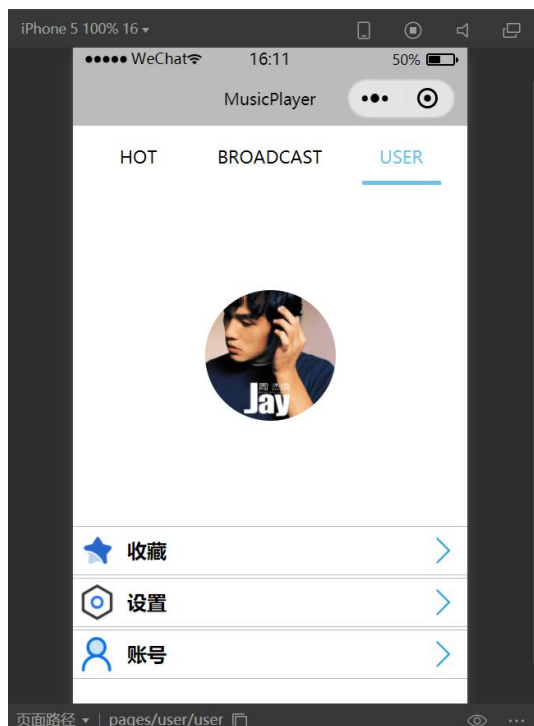 iPhone 5 100% 16
WeChat 16:11 50%
MusicPlayer
HOT BROADCAST USER
周杰倫
Jay
收藏
设置
账号
页面路径 pages/user/user